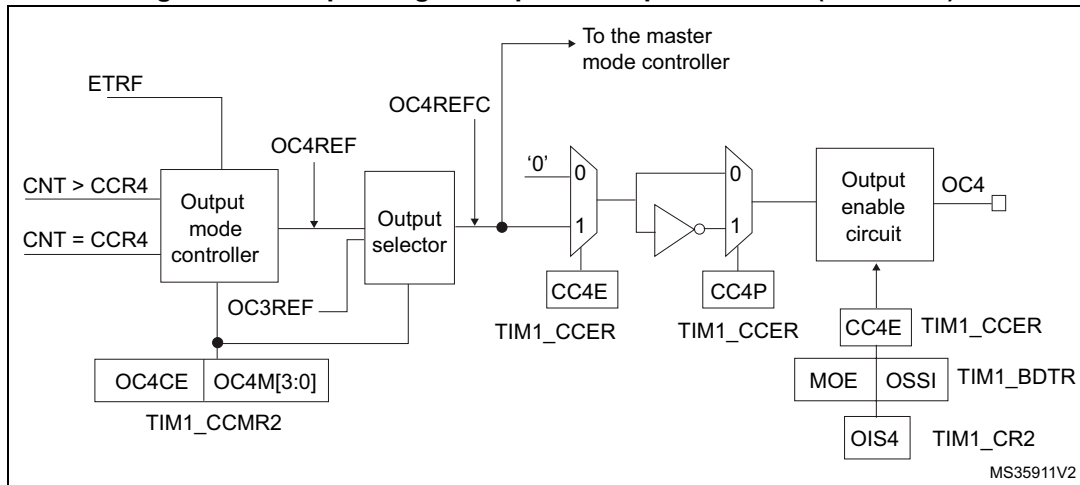 To the master
mode controller
ETRF
OC4REFC
OC4REF
'0'
0
0
CNT > CCR4
Output
mode
controller
Output
selector
Output
enable
circuit
OC4
CNT = CCR4
1
1
OC3REF
CC4E
CC4P
TIM1_CCER
TIM1_CCER
CC4E
TIM1_CCER
OC4CE
OC4M[3:0]
MOE
OSSI
TIM1_BDTR
TIM1_CCMR2
OIS4
TIM1_CR2
MS35911V2